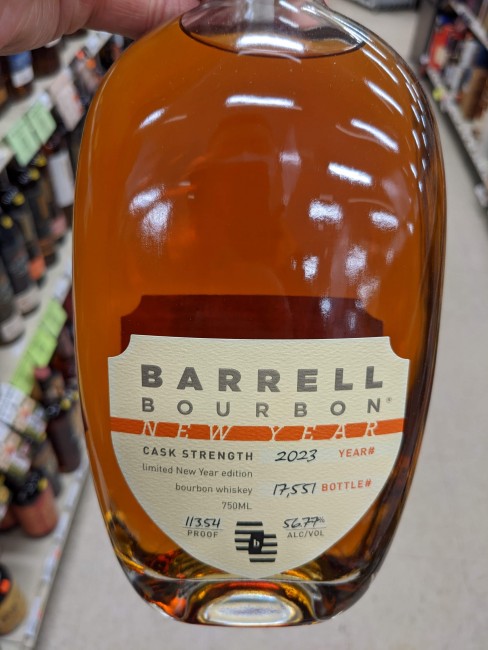 BARRELL
BOURBON®
NEW YEAR
CASK STRENGTH 2023 YEAR#
limited New Year edition
bourbon whiskey 17,551 BOTTLE#
750ML
113.54 56.77%
PROOF b ALC/VOL